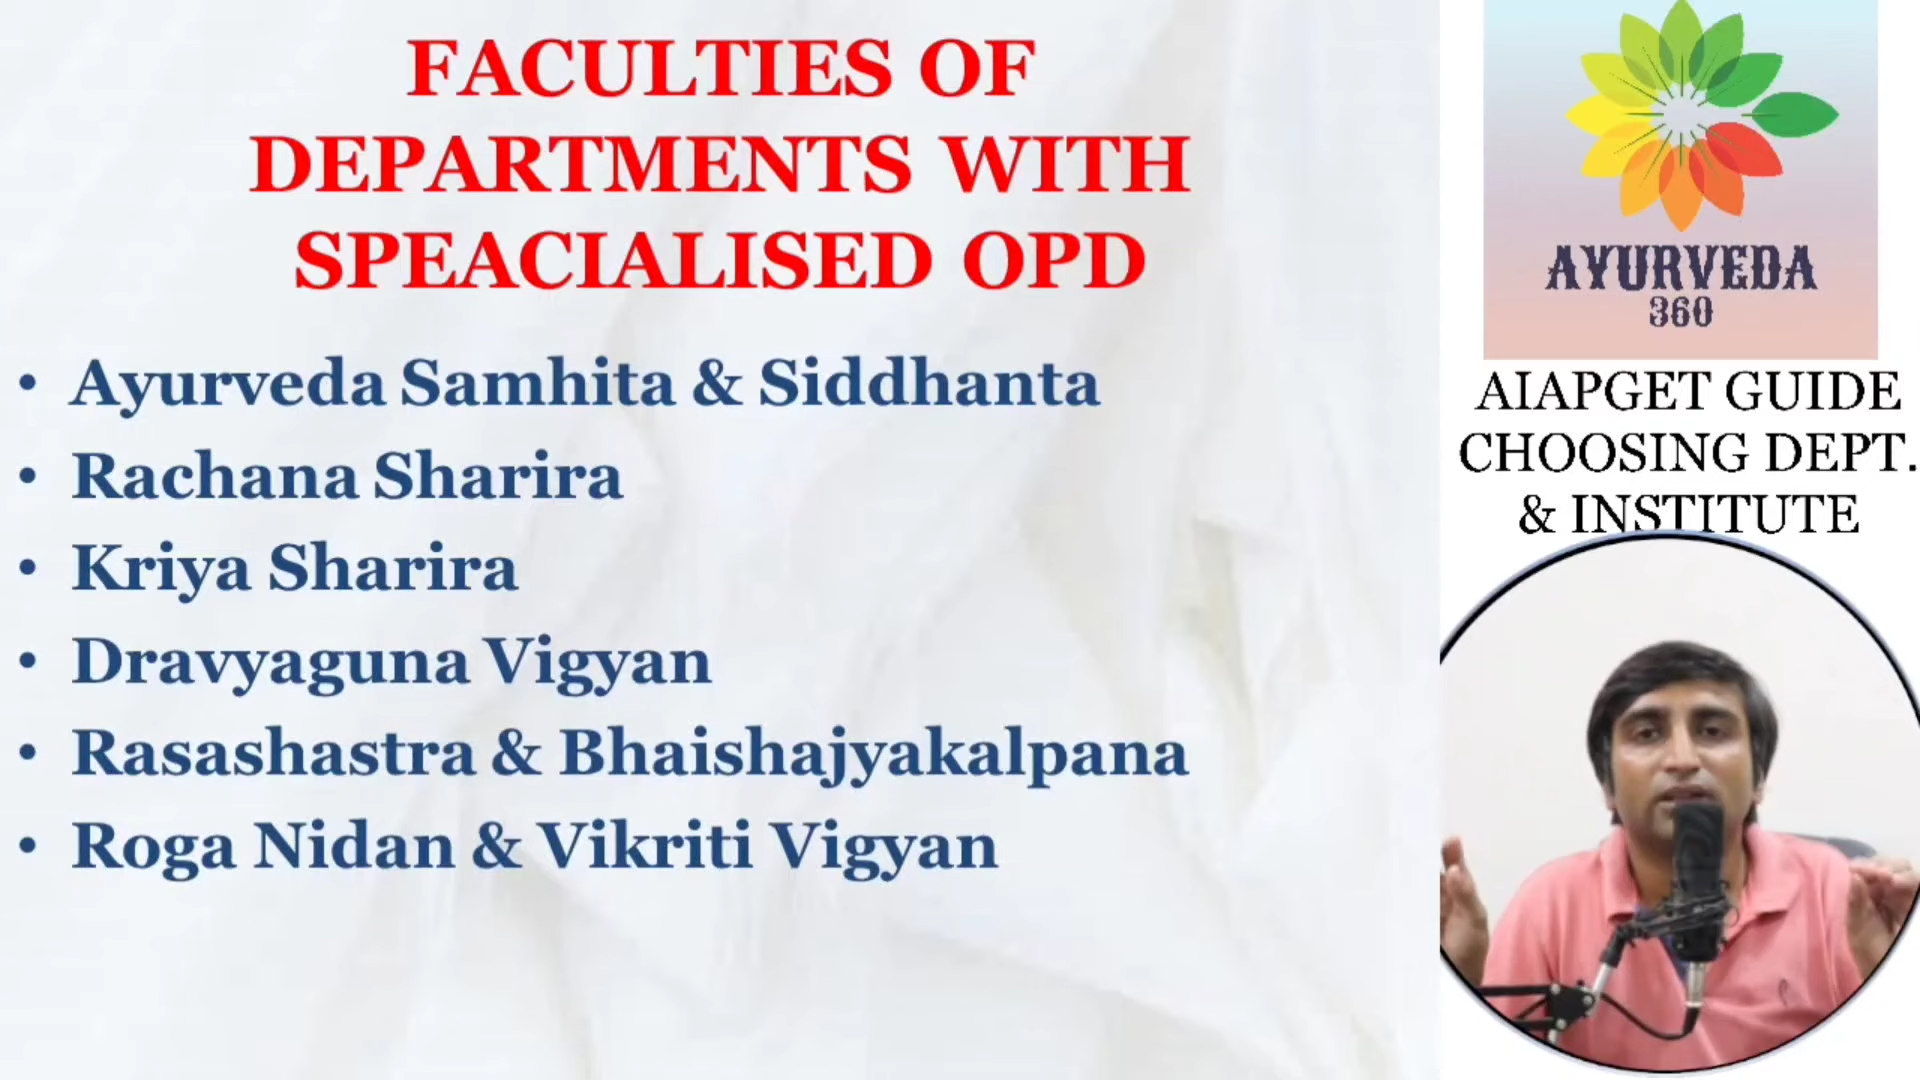 FACULTIES OF
DEPARTMENTS WITH
SPEACIALISED OPD
• Ayurveda Samhita & Siddhanta
• Rachana Sharira
• Kriya Sharira
• Dravyaguna Vigyan
• Rasashastra & Bhaishajyakalpana
• Roga Nidan & Vikriti Vigyan
AYURVEDA
360
AIAPGET GUIDE
CHOOSING DEPT.
& INSTITUTE